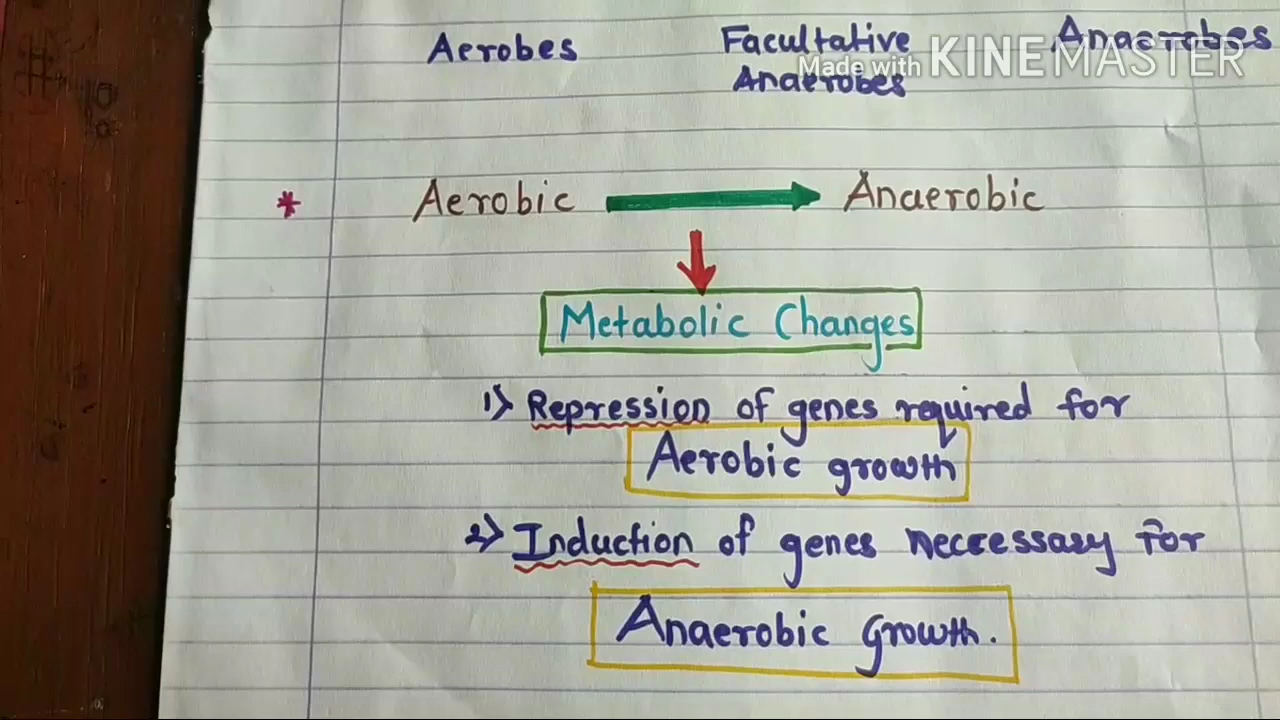 Aerobes Facultative Anaerobes
Made with KINEMASTER
Anaerobes
* Aerobic Anaerobic
Metabolic Changes
1) Repression of genes required for
Aerobic growth
2) Induction of genes neccessary for
Anaerobic Growth.